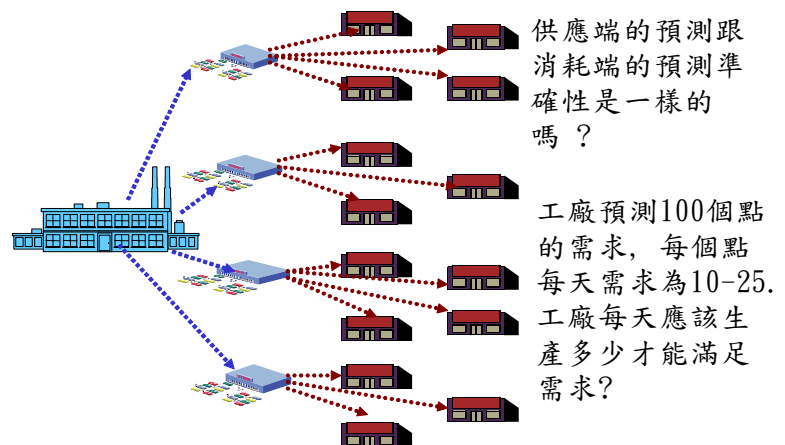 供應端的預測跟
消耗端的預測準
確性是一樣的
嗎 ?
工廠預測100個點
的需求, 每個點
每天需求為10-25.
工廠每天應該生
產多少才能滿足
需求?